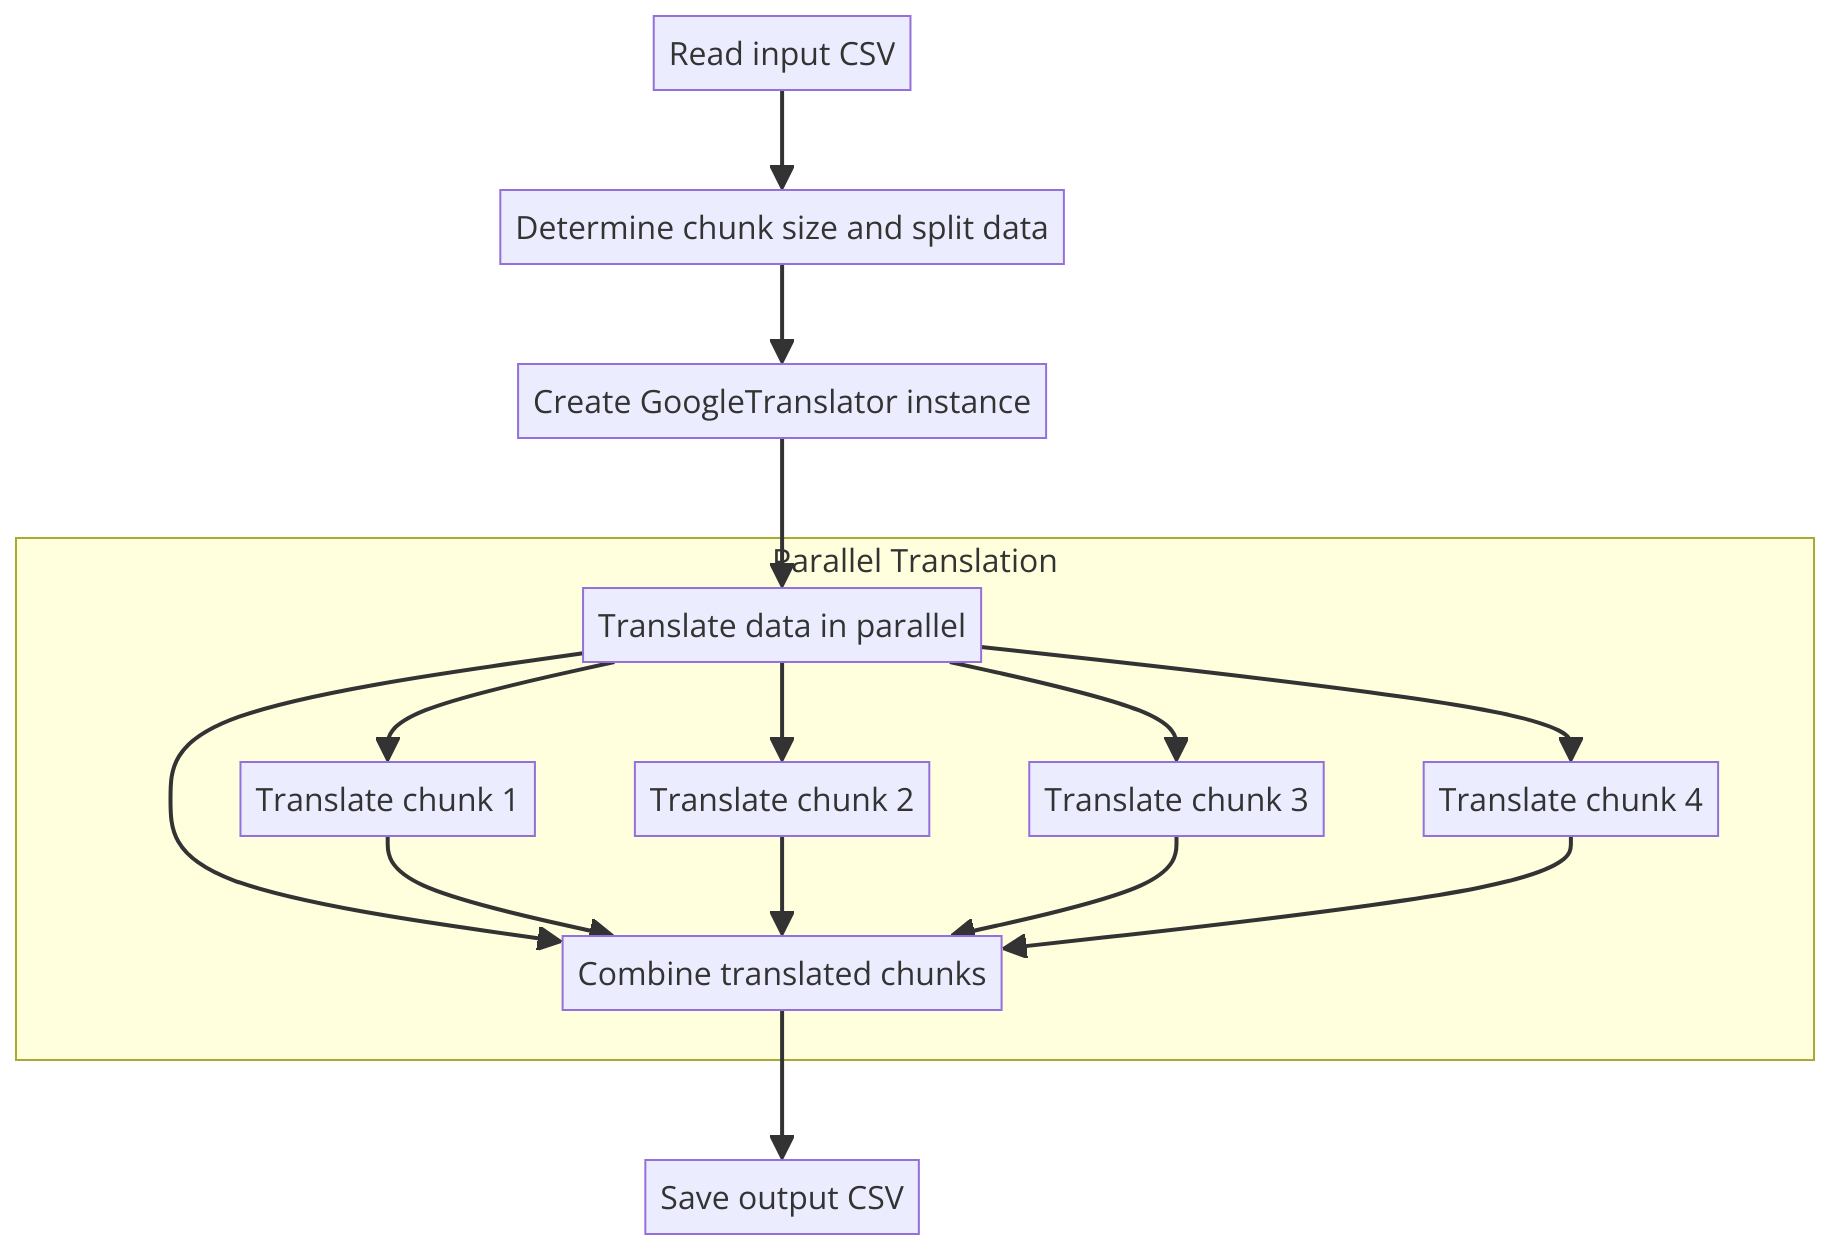 Read input CSV
Determine chunk size and split data
Create GoogleTranslator instance
Parallel Translation
Translate data in parallel
Translate chunk 1
Translate chunk 2
Translate chunk 3
Translate chunk 4
Combine translated chunks
Save output CSV